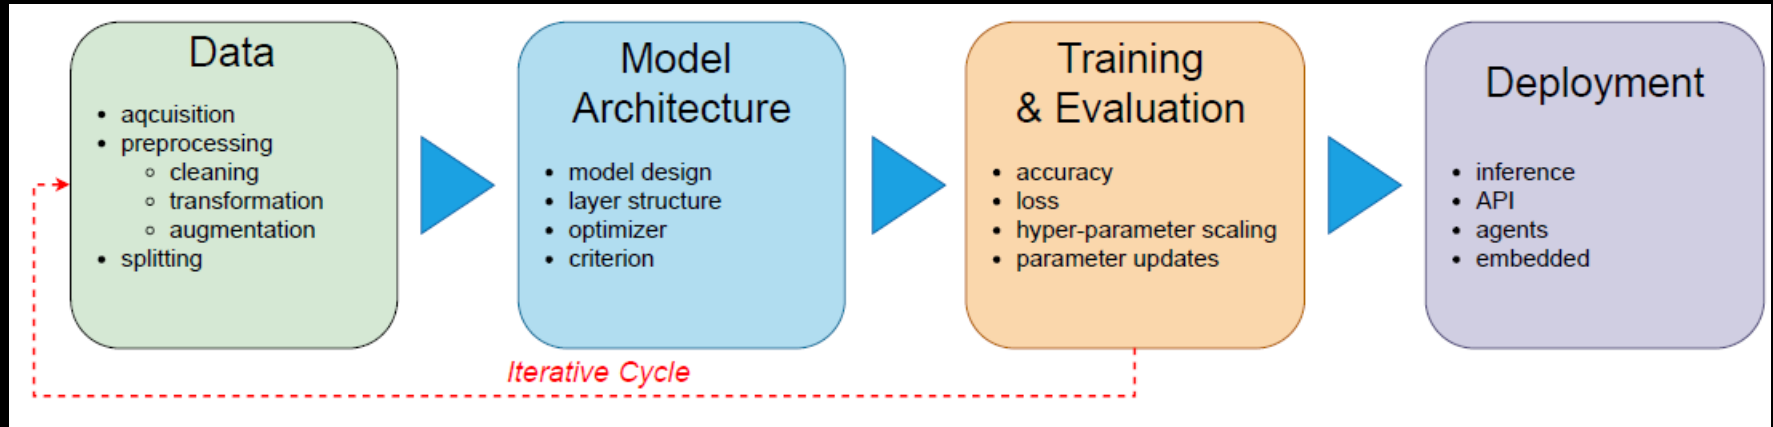 Data
• aqcuisition
• preprocessing
◦ cleaning
◦ transformation
◦ augmentation
• splitting
Model
Architecture
• model design
• layer structure
• optimizer
• criterion
Training
& Evaluation
• accuracy
• loss
• hyper-parameter scaling
• parameter updates
Deployment
• inference
• API
• agents
• embedded
Iterative Cycle